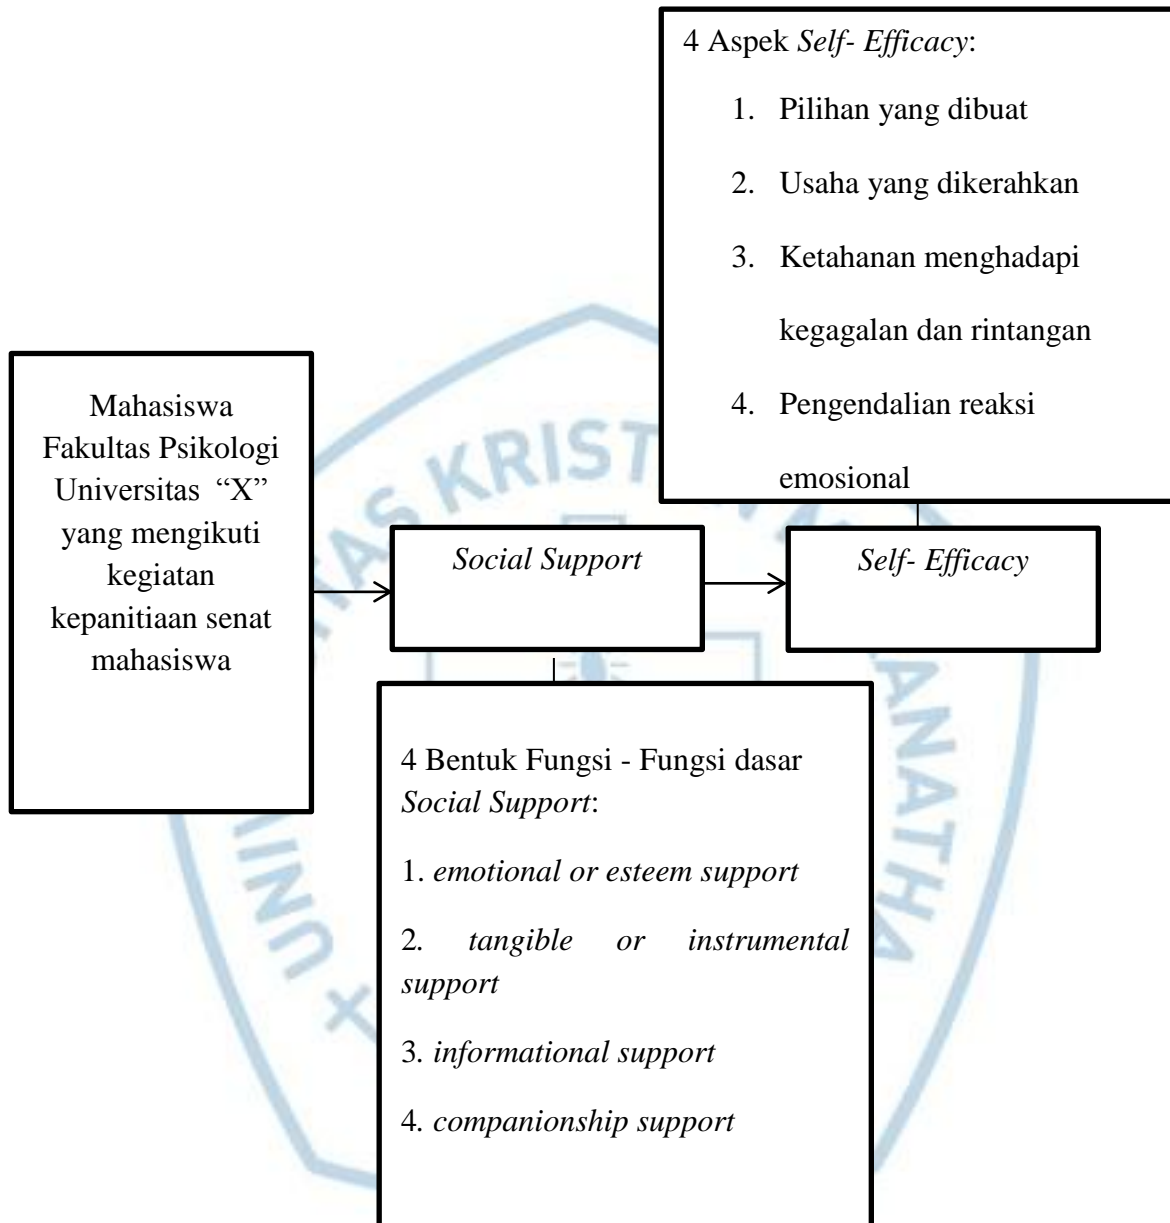 4 Aspek Self- Efficacy:
1. Pilihan yang dibuat
2. Usaha yang dikerahkan
3. Ketahanan menghadapi
kegagalan dan rintangan
4. Pengendalian reaksi
emosional
Mahasiswa
Fakultas Psikologi
Universitas “X”
yang mengikuti
kegiatan
kepanitiaan senat
mahasiswa
Social Support
Self- Efficacy
4 Bentuk Fungsi - Fungsi dasar
Social Support:
1. emotional or esteem support
2. tangible or instrumental
support
3. informational support
4. companionship support